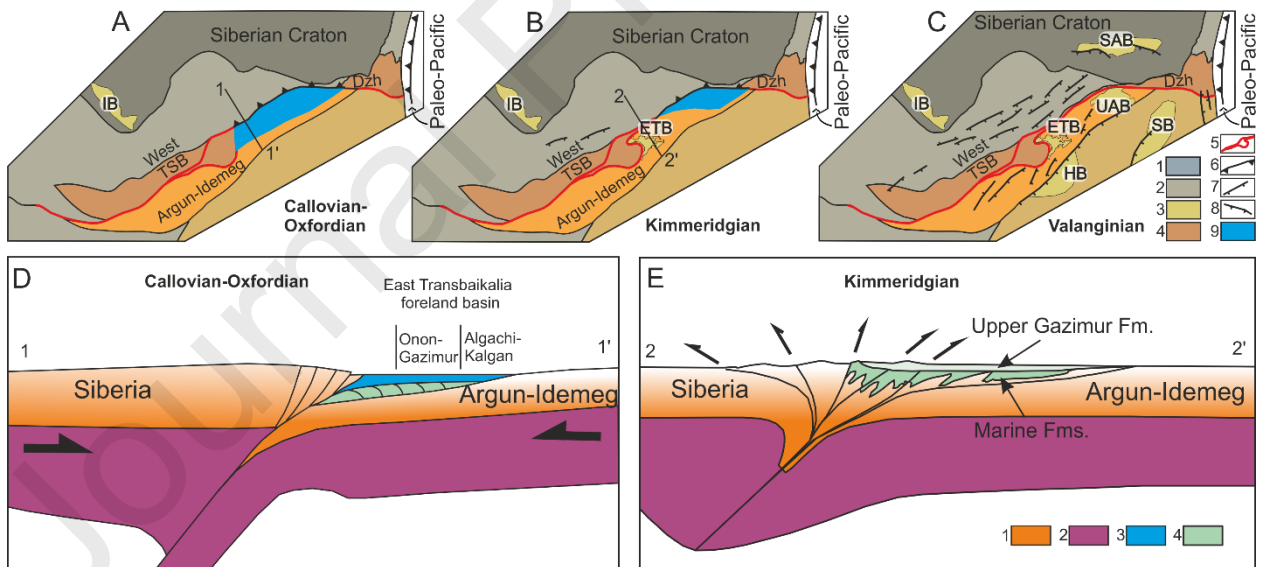 A
Siberian Craton
IB
1
1'
West
TSB
Argun-Idemeg
Dzh
Paleo-Pacific
Callovian-
Oxfordian
B
Siberian Craton
IB
2
2'
ETB
West
TSB
Argun-Idemeg
Dzh
Paleo-Pacific
Kimmeridgian
C
Siberian Craton
SAB
IB
Dzh
UAB
ETB
SB
West
TSB
HB
Argun-Idemeg
Paleo-Pacific
Valanginian
1
2
3
4
5
6
7
8
9
D
Callovian-Oxfordian
East Transbaikalia
foreland basin
Onon-
Gazimur
Algachi-
Kalgan
1
1'
Siberia
Argun-Idemeg
E
Kimmeridgian
Upper Gazimur Fm.
2
2'
Siberia
Argun-Idemeg
Marine Fms.
1
2
3
4
Journal P